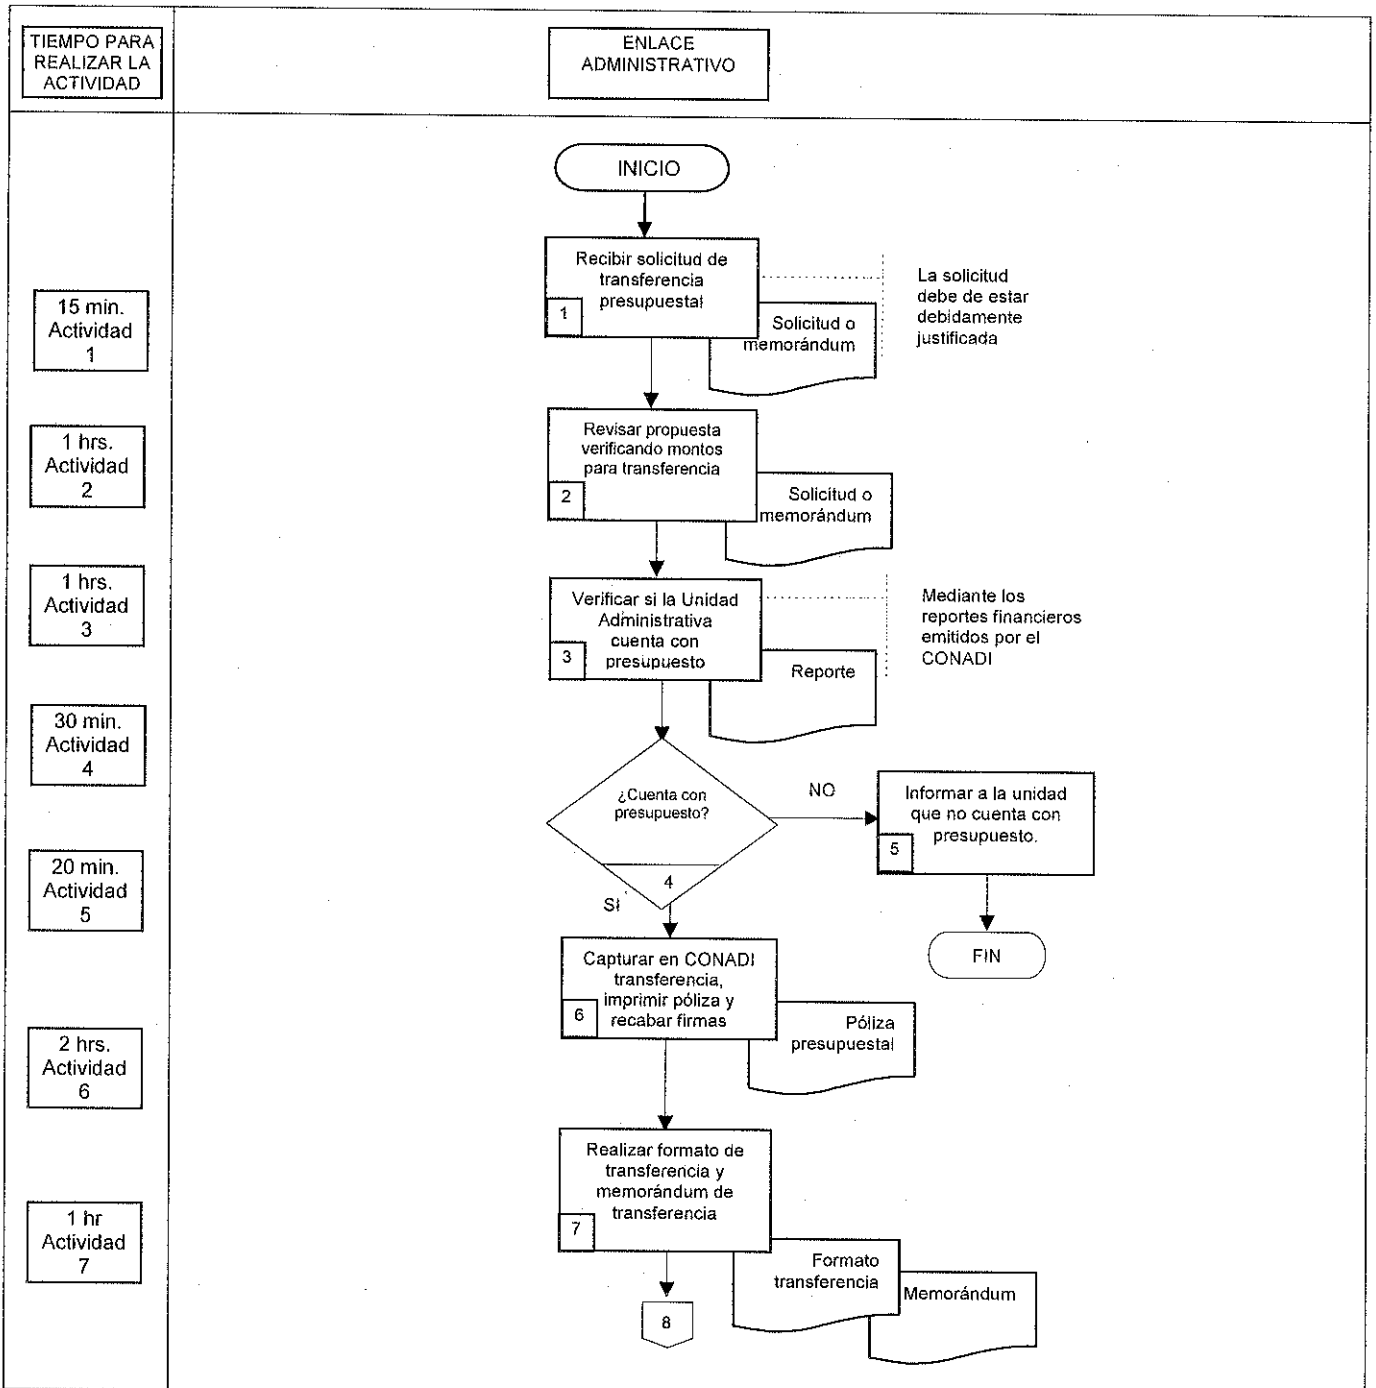 TIEMPO PARA
REALIZAR LA
ACTIVIDAD
ENLACE
ADMINISTRATIVO
INICIO
Recibir solicitud de
transferencia
presupuestal
1
Solicitud o
memorándum
La solicitud
debe de estar
debidamente
justificada
15 min.
Actividad
1
Revisar propuesta
verificando montos
para transferencia
2
Solicitud o
memorándum
1 hrs.
Actividad
2
Verificar si la Unidad
Administrativa
cuenta con
presupuesto
3
Reporte
Mediante los
reportes financieros
emitidos por el
CONADI
1 hrs.
Actividad
3
30 min.
Actividad
4
¿Cuenta con
presupuesto?
4
NO
Informar a la unidad
que no cuenta con
presupuesto.
5
20 min.
Actividad
5
SI
FIN
Capturar en CONADI
transferencia,
imprimir póliza y
recabar firmas
6
Póliza
presupuestal
2 hrs.
Actividad
6
Realizar formato de
transferencia y
memorándum de
transferencia
7
Formato
transferencia
Memorándum
1 hr
Actividad
7
8